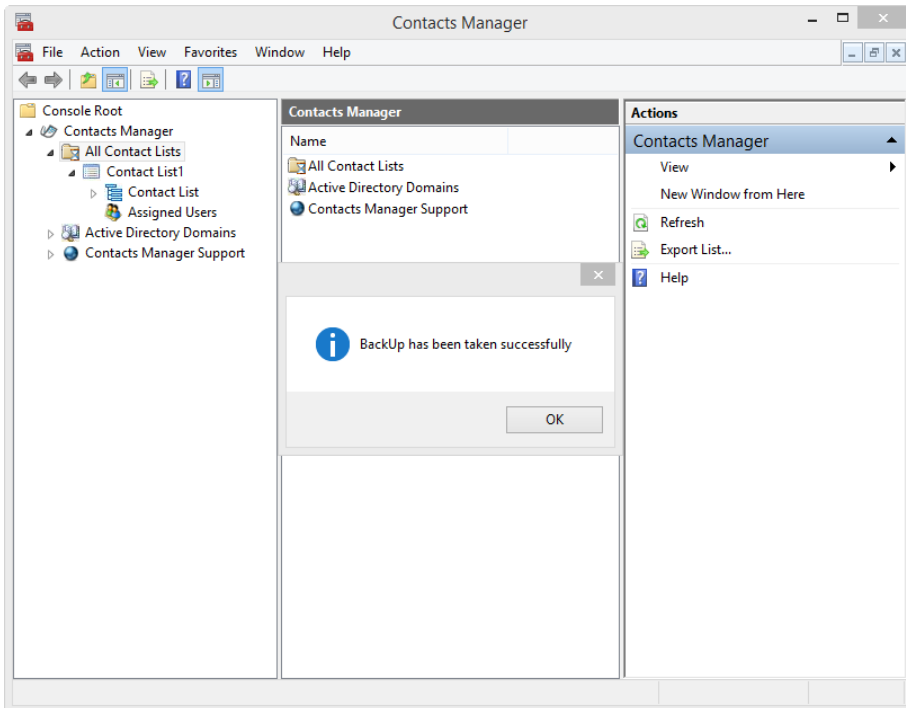 Contacts Manager
File Action View Favorites Window Help
Console Root
Contacts Manager
All Contact Lists
Contact List1
Contact List
Assigned Users
Active Directory Domains
Contacts Manager Support
Contacts Manager
Name
All Contact Lists
Active Directory Domains
Contacts Manager Support
BackUp has been taken successfully
OK
Actions
Contacts Manager
View
New Window from Here
Refresh
Export List...
Help